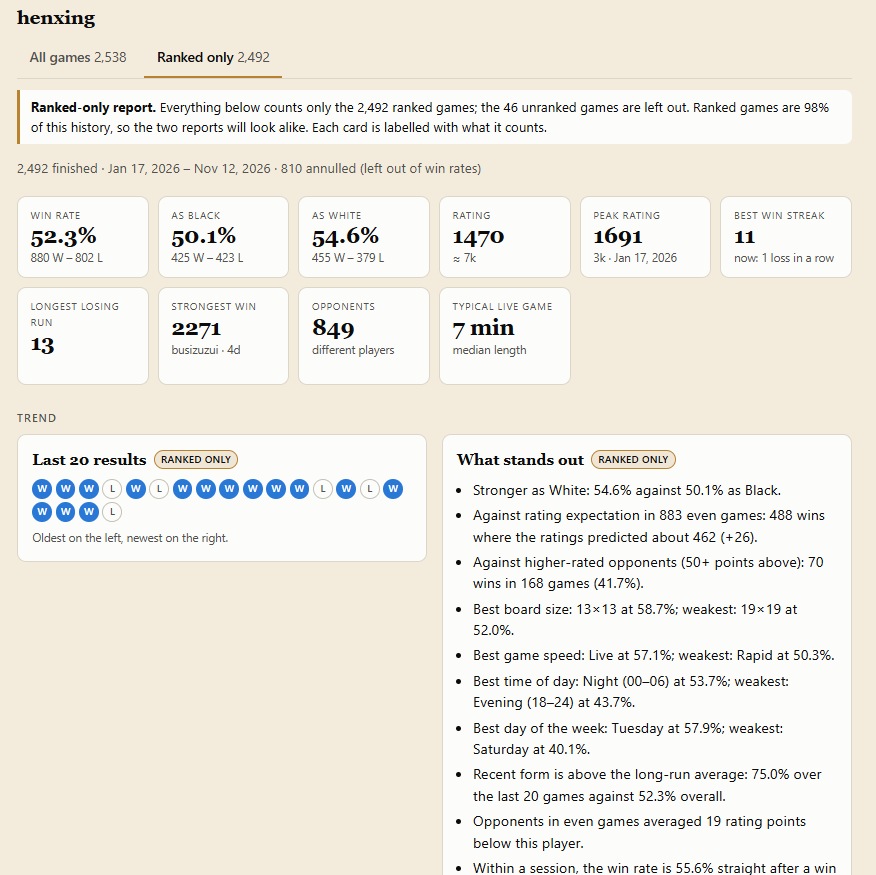 henxing
All games 2,538 Ranked only 2,492
Ranked-only report. Everything below counts only the 2,492 ranked games; the 46 unranked games are left out. Ranked games are 98%
of this history, so the two reports will look alike. Each card is labelled with what it counts.
2,492 finished · Jan 17, 2026 – Nov 12, 2026 · 810 annulled (left out of win rates)
WIN RATE
52.3%
880 W – 802 L
AS BLACK
50.1%
425 W – 423 L
AS WHITE
54.6%
455 W – 379 L
RATING
1470
≈ 7k
PEAK RATING
1691
3k · Jan 17, 2026
BEST WIN STREAK
11
now: 1 loss in a row
LONGEST LOSING
RUN
13
STRONGEST WIN
2271
busizuzui · 4d
OPPONENTS
849
different players
TYPICAL LIVE GAME
7 min
median length
TREND
Last 20 results RANKED ONLY
W W W L W L W W W W W W L W L W
W W W L
Oldest on the left, newest on the right.
What stands out RANKED ONLY
• Stronger as White: 54.6% against 50.1% as Black.
• Against rating expectation in 883 even games: 488 wins
where the ratings predicted about 462 (+26).
• Against higher-rated opponents (50+ points above): 70
wins in 168 games (41.7%).
• Best board size: 13×13 at 58.7%; weakest: 19×19 at
52.0%.
• Best game speed: Live at 57.1%; weakest: Rapid at 50.3%.
• Best time of day: Night (00–06) at 53.7%; weakest:
Evening (18–24) at 43.7%.
• Best day of the week: Tuesday at 57.9%; weakest:
Saturday at 40.1%.
• Recent form is above the long-run average: 75.0% over
the last 20 games against 52.3% overall.
• Opponents in even games averaged 19 rating points
below this player.
• Within a session, the win rate is 55.6% straight after a win